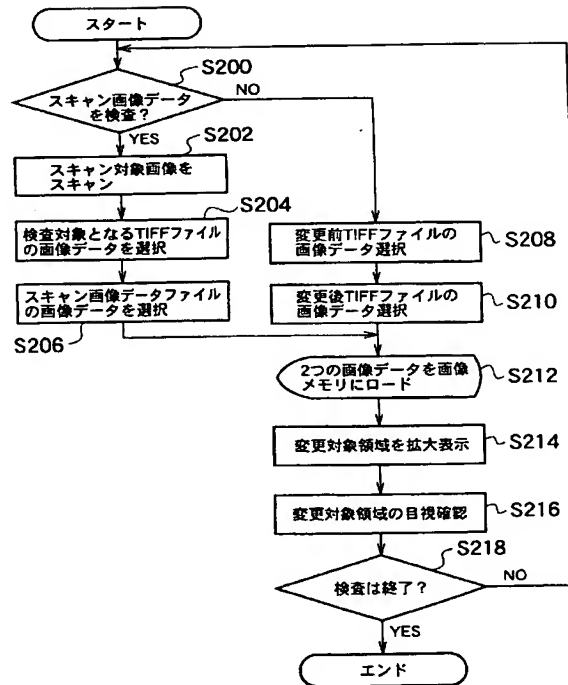 スタート
S200
スキャン画像データ
を検査？
NO
YES
S202
スキャン対象画像を
スキャン
S204
検査対象となるTIFFファイル
の画像データを選択
スキャン画像データファイル
の画像データを選択
S206
変更前TIFFファイルの
画像データ選択
S208
変更後TIFFファイルの
画像データ選択
S210
2つの画像データを画像
メモリにロード
S212
変更対象領域を拡大表示
S214
変更対象領域の目視確認
S216
S218
検査は終了？
NO
YES
エンド